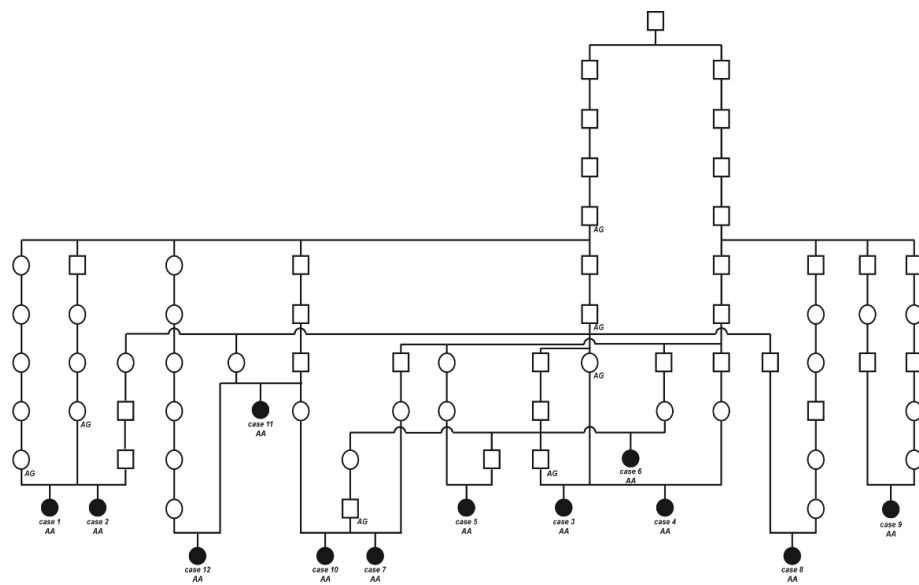 AG
AG
AG
AG
case 11
AA
AG
case 6
AA
AG
case 1
AA
case 2
AA
AG
case 5
AA
case 3
AA
case 4
AA
case 9
AA
case 12
AA
case 10
AA
case 7
AA
case 8
AA